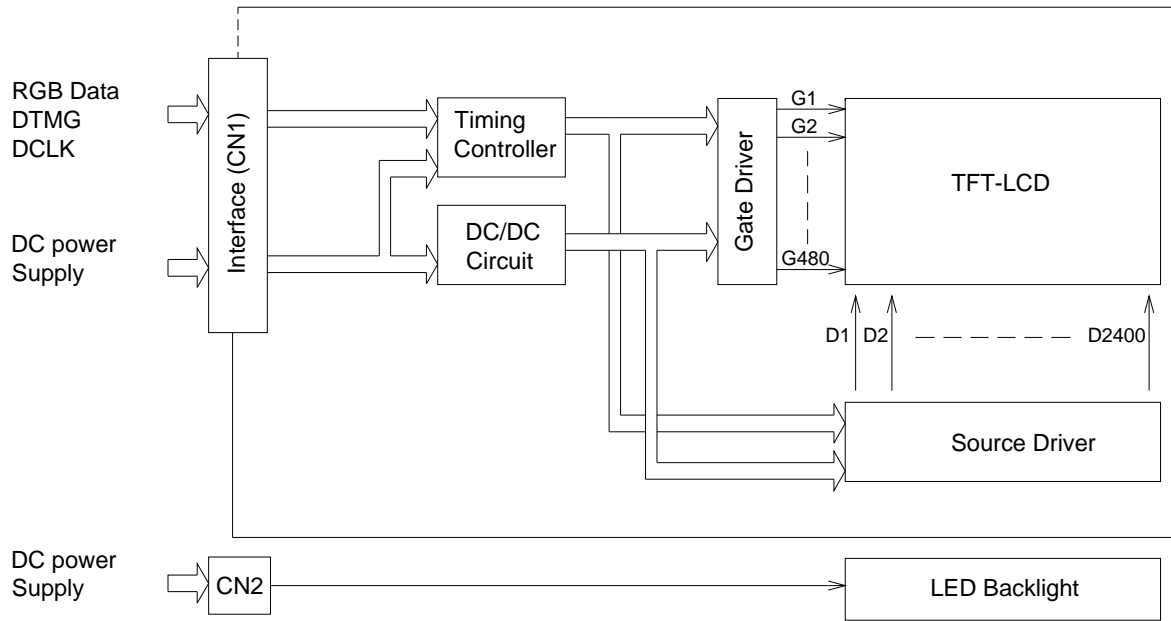 RGB Data
DTMG
DCLK
DC power
Supply
Interface (CN1)
Timing
Controller
DC/DC
Circuit
Gate Driver
G1
G2
G480
TFT-LCD
D1
D2
D2400
Source Driver
DC power
Supply
CN2
LED Backlight